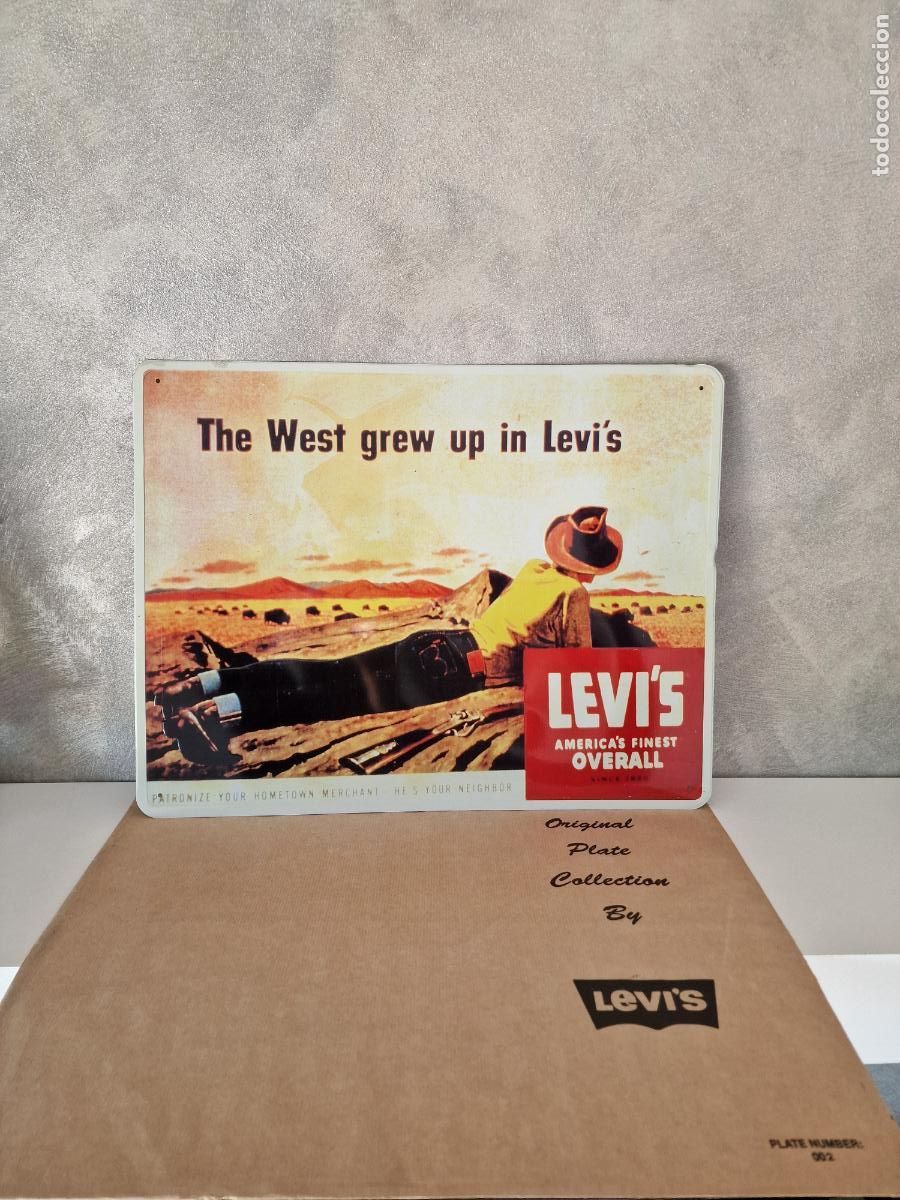 todocoleccion
The West grew up in Levi's
LEVI'S
AMERICA'S FINEST
OVERALL
SINCE
PATRONIZE YOUR HOMETOWN MERCHANT - HE'S YOUR NEIGHBOR
Original
Plate
Collection
By
Levi's
PLATE NUMBER:
002